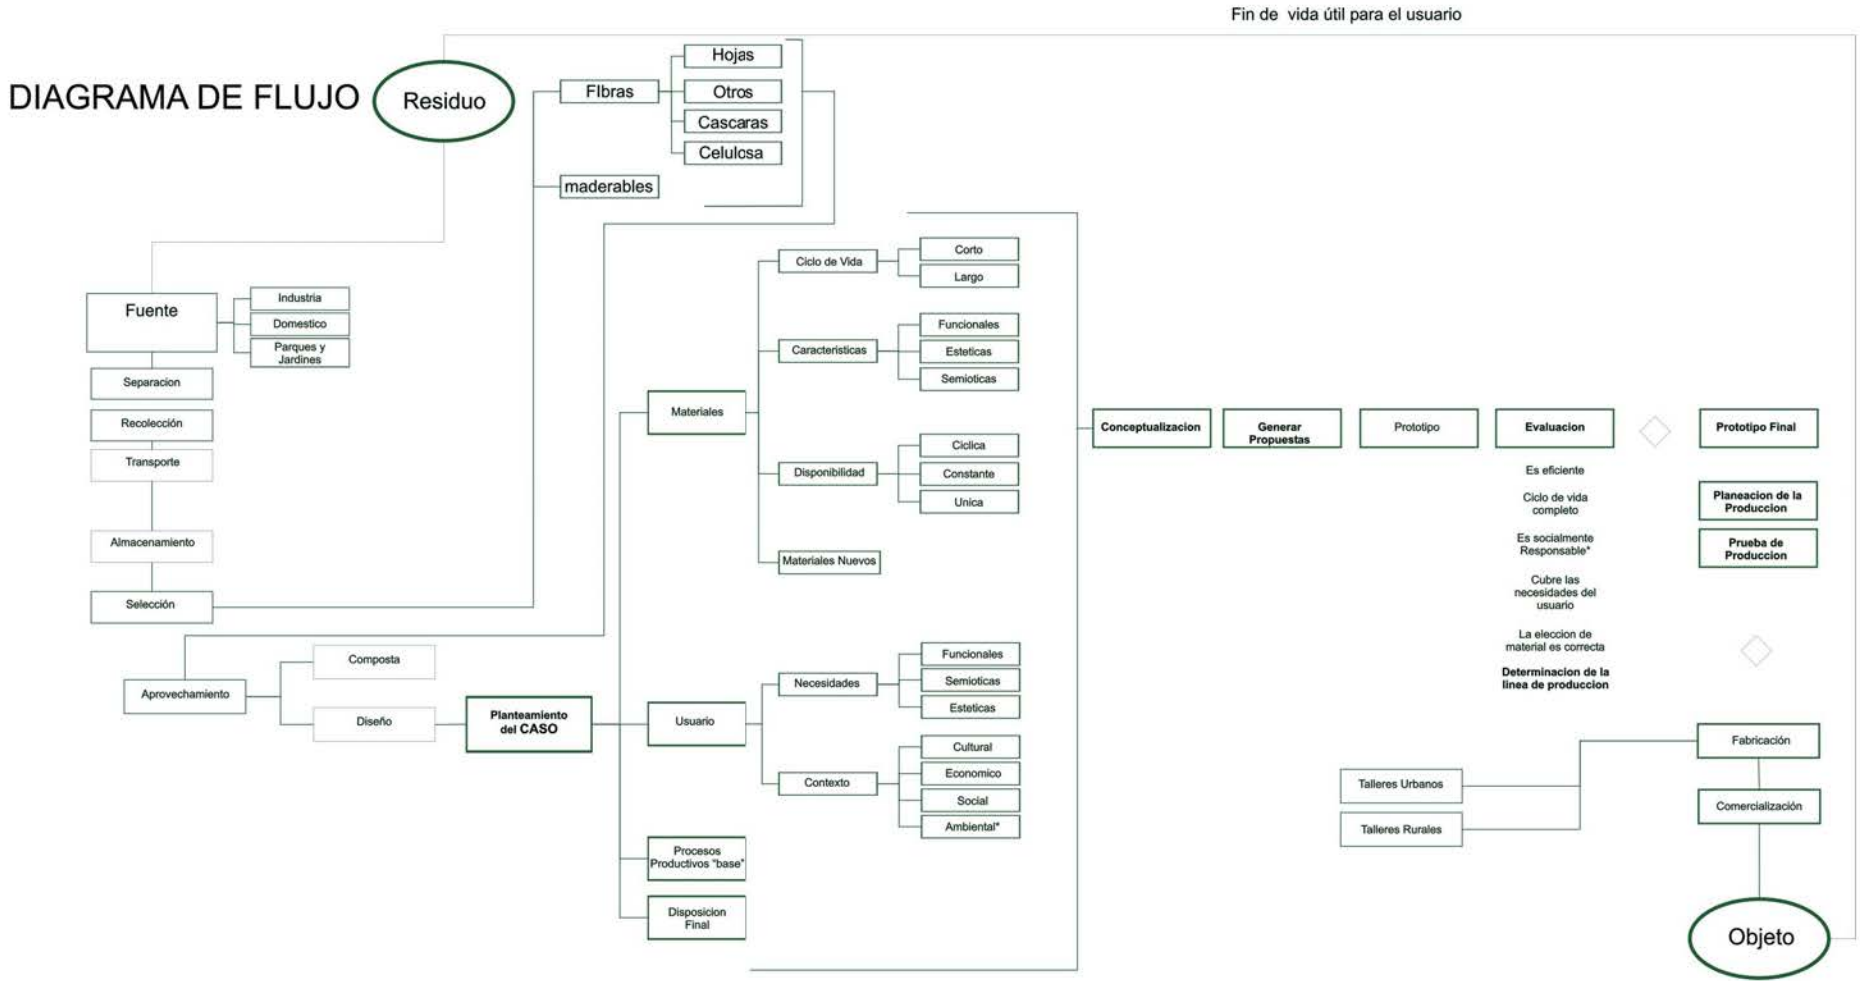 Fin de vida útil para el usuario
DIAGRAMA DE FLUJO
Residuo
FIbras
Hojas
Otros
Cascaras
Celulosa
maderables
Fuente
Industria
Domestico
Parques y
Jardines
Separacion
Recolección
Transporte
Almacenamiento
Selección
Aprovechamiento
Composta
Diseño
Planteamiento
del CASO
Materiales
Ciclo de Vida
Corto
Largo
Caracteristicas
Funcionales
Esteticas
Semioticas
Disponibilidad
Ciclica
Constante
Unica
Materiales Nuevos
Usuario
Necesidades
Funcionales
Semioticas
Esteticas
Contexto
Cultural
Economico
Social
Ambiental*
Procesos
Productivos "base"
Disposicion
Final
Conceptualizacion
Generar
Propuestas
Prototipo
Evaluacion
Es eficiente
Ciclo de vida
completo
Es socialmente
Responsable*
Cubre las
necesidades del
usuario
La eleccion de
material es correcta
Determinacion de la
linea de produccion
Prototipo Final
Planeacion de la
Produccion
Prueba de
Produccion
Fabricación
Talleres Urbanos
Talleres Rurales
Comercialización
Objeto